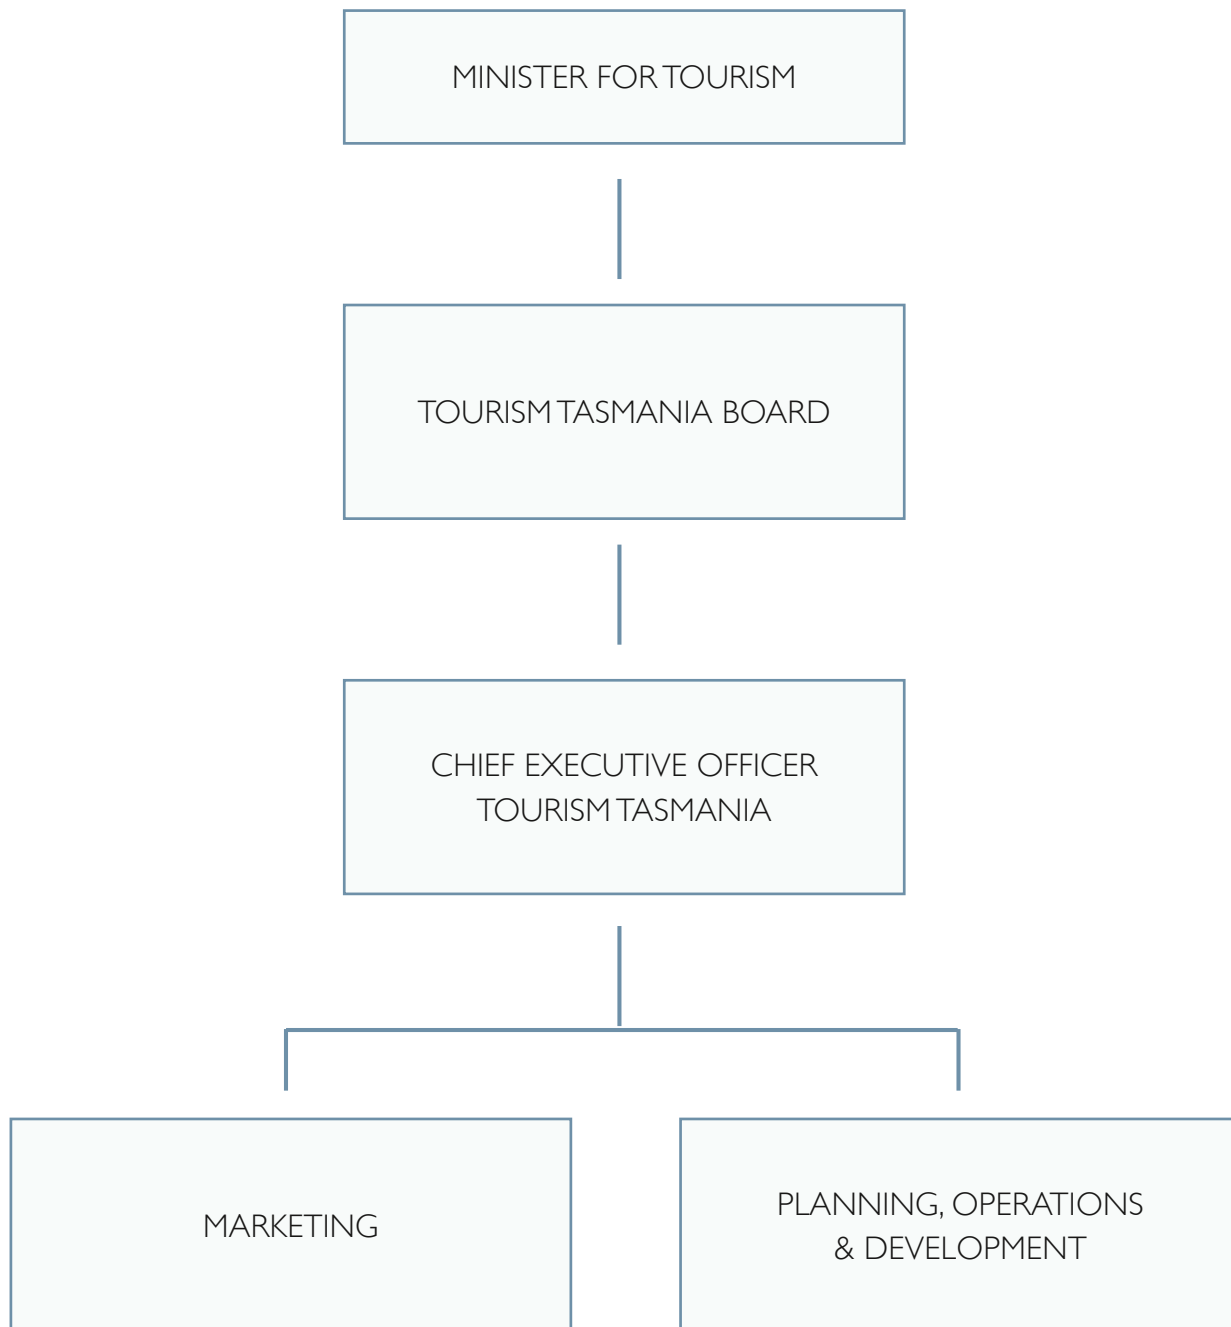 MINISTER FOR TOURISM
TOURISM TASMANIA BOARD
CHIEF EXECUTIVE OFFICER
TOURISM TASMANIA
MARKETING
PLANNING, OPERATIONS
& DEVELOPMENT